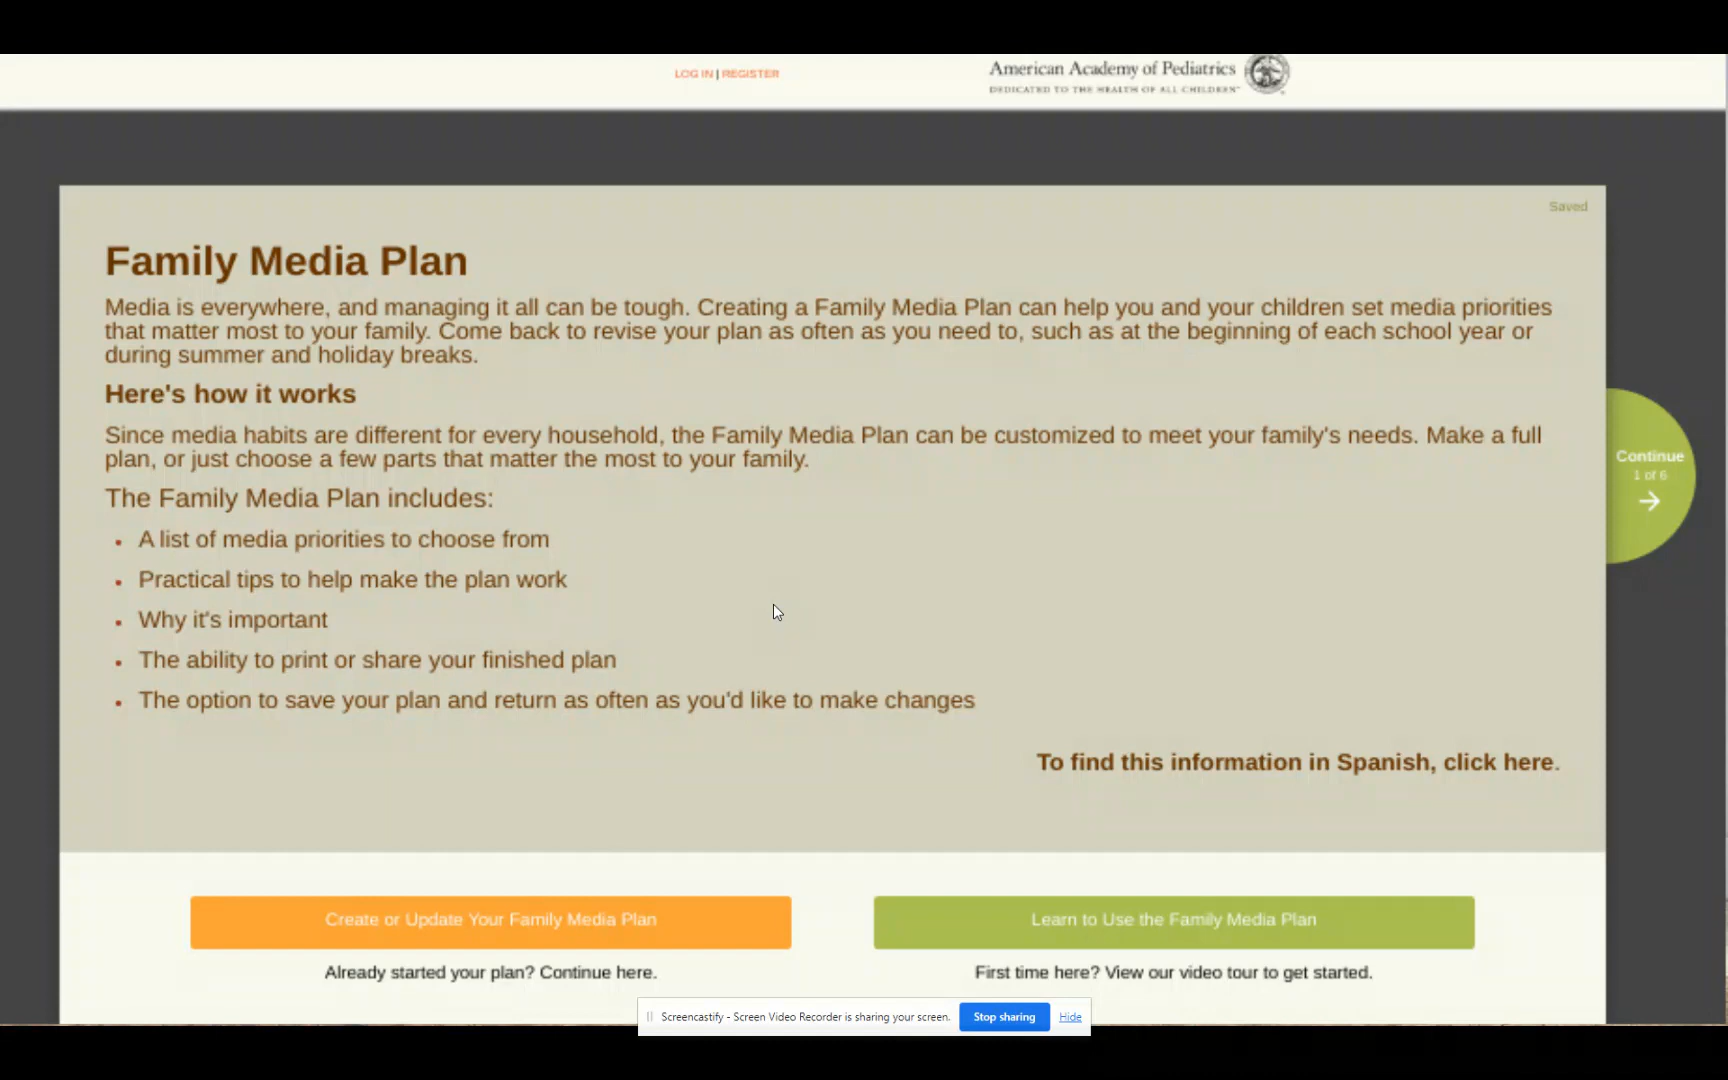 LOG IN | REGISTER
American Academy of Pediatrics
DEDICATED TO THE HEALTH OF ALL CHILDREN™
Saved
Family Media Plan
Media is everywhere, and managing it all can be tough. Creating a Family Media Plan can help you and your children set media priorities
that matter most to your family. Come back to revise your plan as often as you need to, such as at the beginning of each school year or
during summer and holiday breaks.
Here's how it works
Since media habits are different for every household, the Family Media Plan can be customized to meet your family's needs. Make a full
plan, or just choose a few parts that matter the most to your family.
The Family Media Plan includes:
• A list of media priorities to choose from
• Practical tips to help make the plan work
• Why it's important
• The ability to print or share your finished plan
• The option to save your plan and return as often as you'd like to make changes
To find this information in Spanish, click here.
Continue
1 of 6
→
Create or Update Your Family Media Plan
Learn to Use the Family Media Plan
Already started your plan? Continue here.
First time here? View our video tour to get started.
Screencastify - Screen Video Recorder is sharing your screen.
Stop sharing
Hide